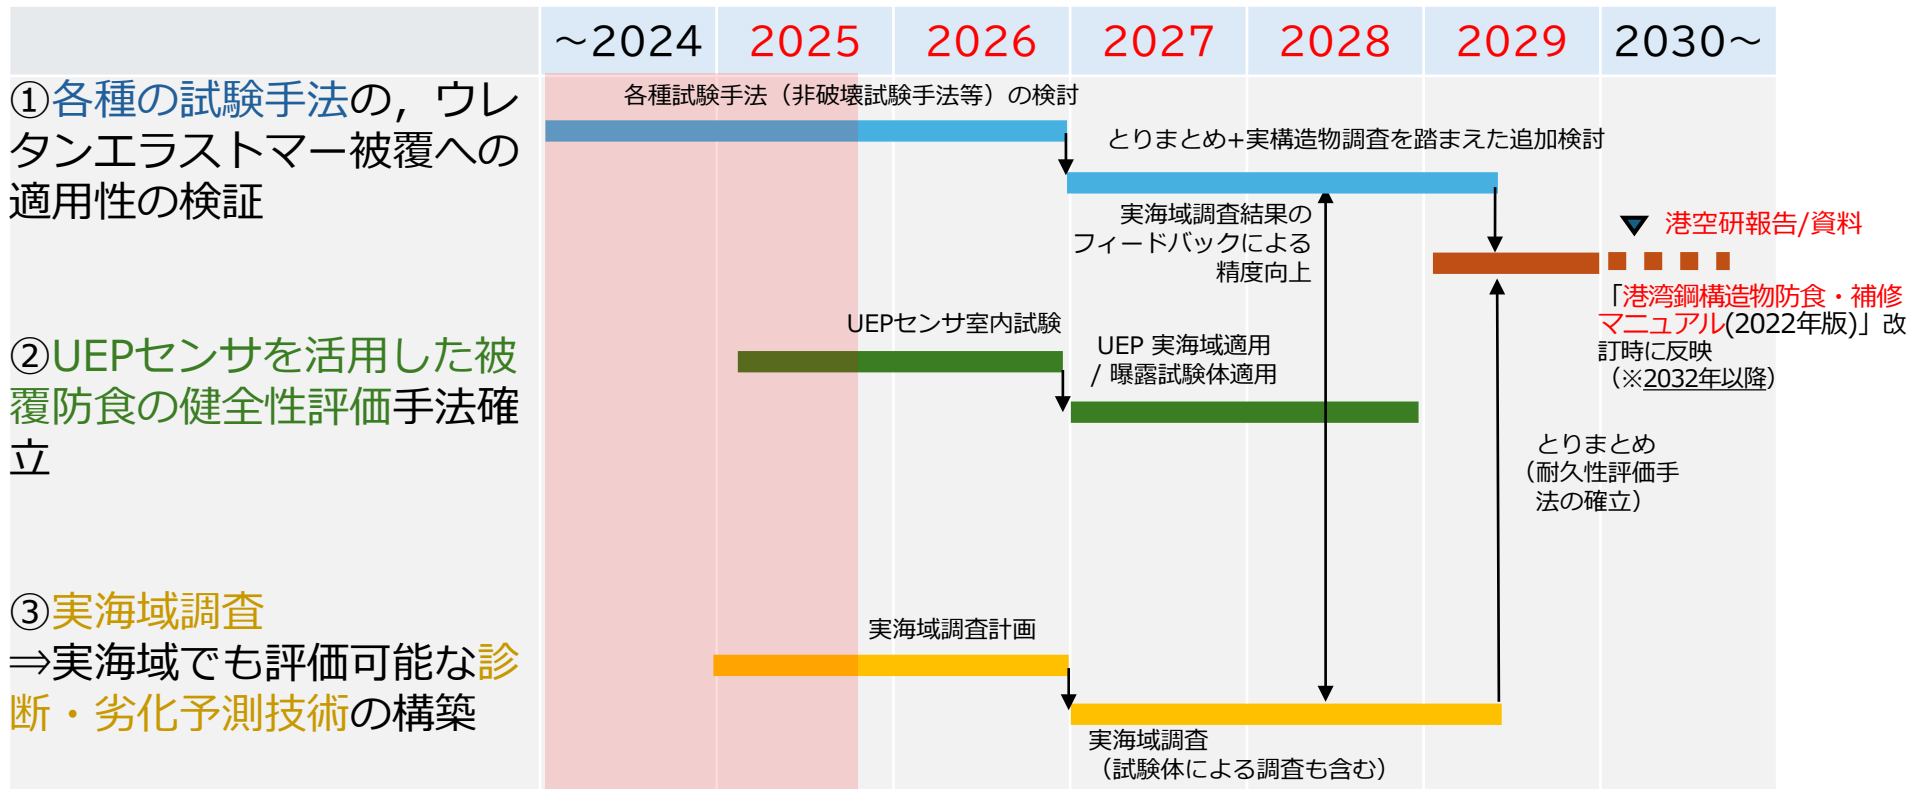 ～2024 2025 2026 2027 2028 2029 2030～
①各種の試験手法の，ウレ
タンエラストマー被覆への
適用性の検証
各種試験手法（非破壊試験手法等）の検討
とりまとめ+実構造物調査を踏まえた追加検討
実海域調査結果の
フィードバックによる
精度向上
港空研報告/資料
「港湾鋼構造物防食・補修
マニュアル(2022年版)」改
訂時に反映
（※2032年以降）
②UEPセンサを活用した被
覆防食の健全性評価手法確
立
UEPセンサ室内試験
UEP 実海域適用
/ 曝露試験体適用
とりまとめ
（耐久性評価手
法の確立）
③実海域調査
⇒実海域でも評価可能な診
断・劣化予測技術の構築
実海域調査計画
実海域調査
（試験体による調査も含む）